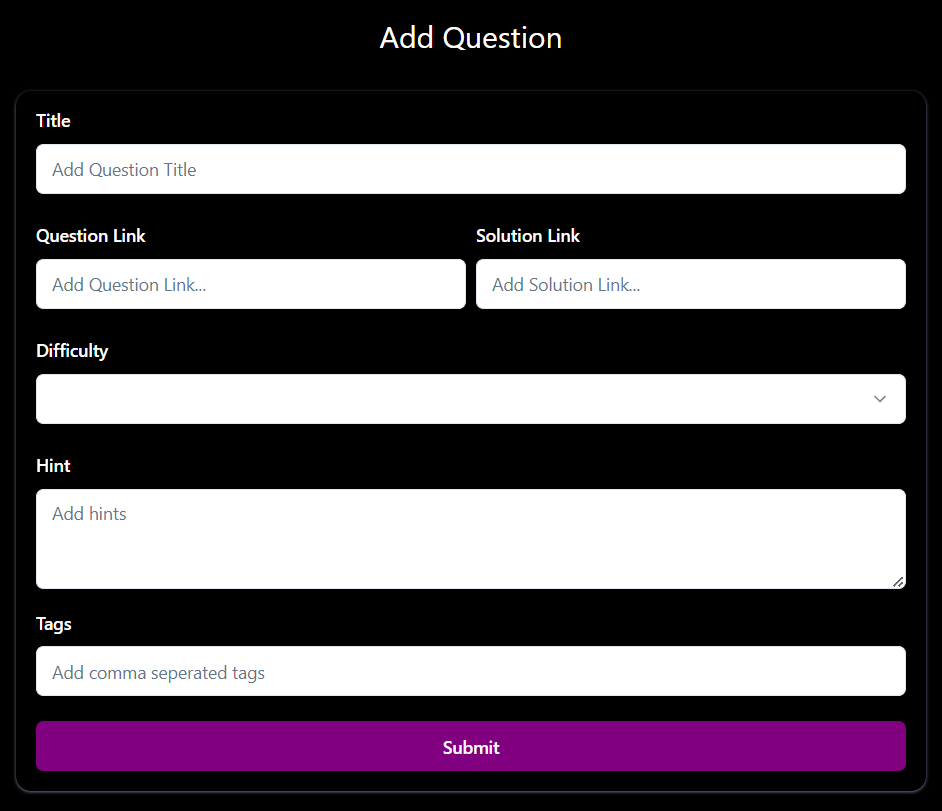 Add Question
Title
Add Question Title
Question Link
Solution Link
Add Question Link...
Add Solution Link...
Difficulty
Hint
Add hints
Tags
Add comma seperated tags
Submit